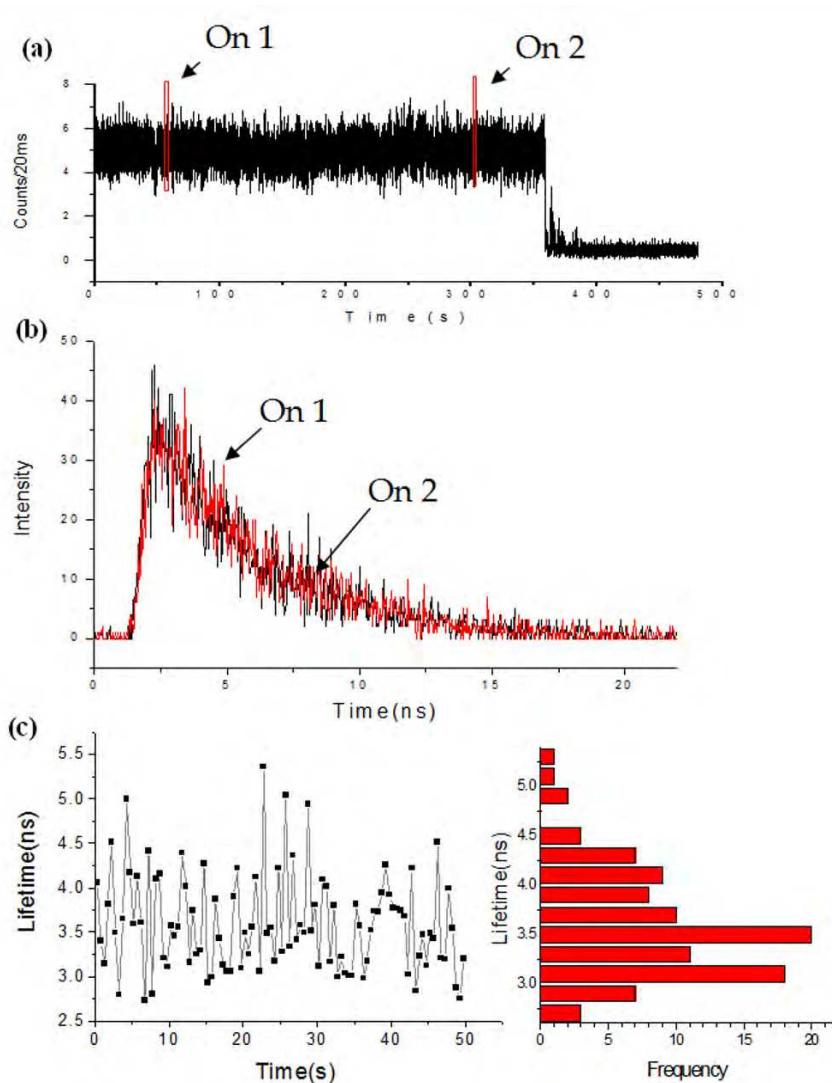 (a)
On 1
On 2
8
6
4
2
0
Counts/20ms
0 100 200 300 400 500
Time (s)
(b)
50
40
30
20
10
0
Intensity
On 1
On 2
0 5 10 15 20
Time(ns)
(c)
5.5
5.0
4.5
4.0
3.5
3.0
2.5
Lifetime(ns)
0 10 20 30 40 50
Time(s)
5.0
4.5
4.0
3.5
3.0
Lifetime(ns)
0 5 10 15 20
Frequency